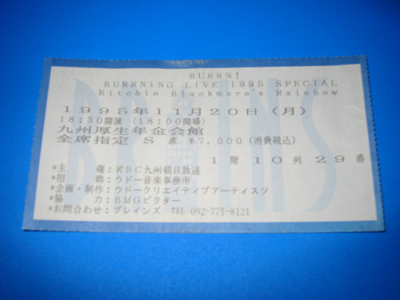 BURRN!
BURRNiNG LIVE 1995 SPECIAL
Ritchie Blackmore's Rainbow
1995年11月20日(月)
18:30開演 (18:00開場)
九州厚生年金会館
全席指定 S 席 ¥7,000(消費税込)
1階10列29番
*主 催:KBC九州朝日放送
*招 聘:ウドー音楽事務所
*企画・制作:ウドークリエイティブアーティスツ
*協 力:BMGビクター
*お問合わせ:ブレインズ TEL 092-771-8121